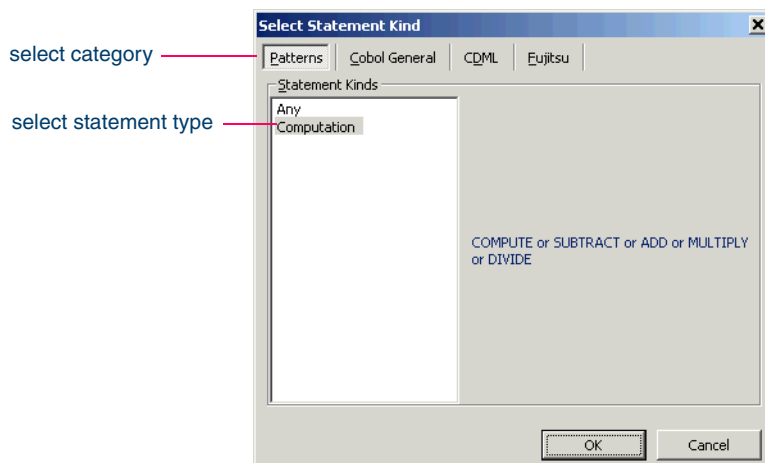 Select Statement Kind
select category
Patterns Cobol General CDML Fujitsu
Statement Kinds
Any
select statement type
Computation
COMPUTE or SUBTRACT or ADD or MULTIPLY
or DIVIDE
OK Cancel